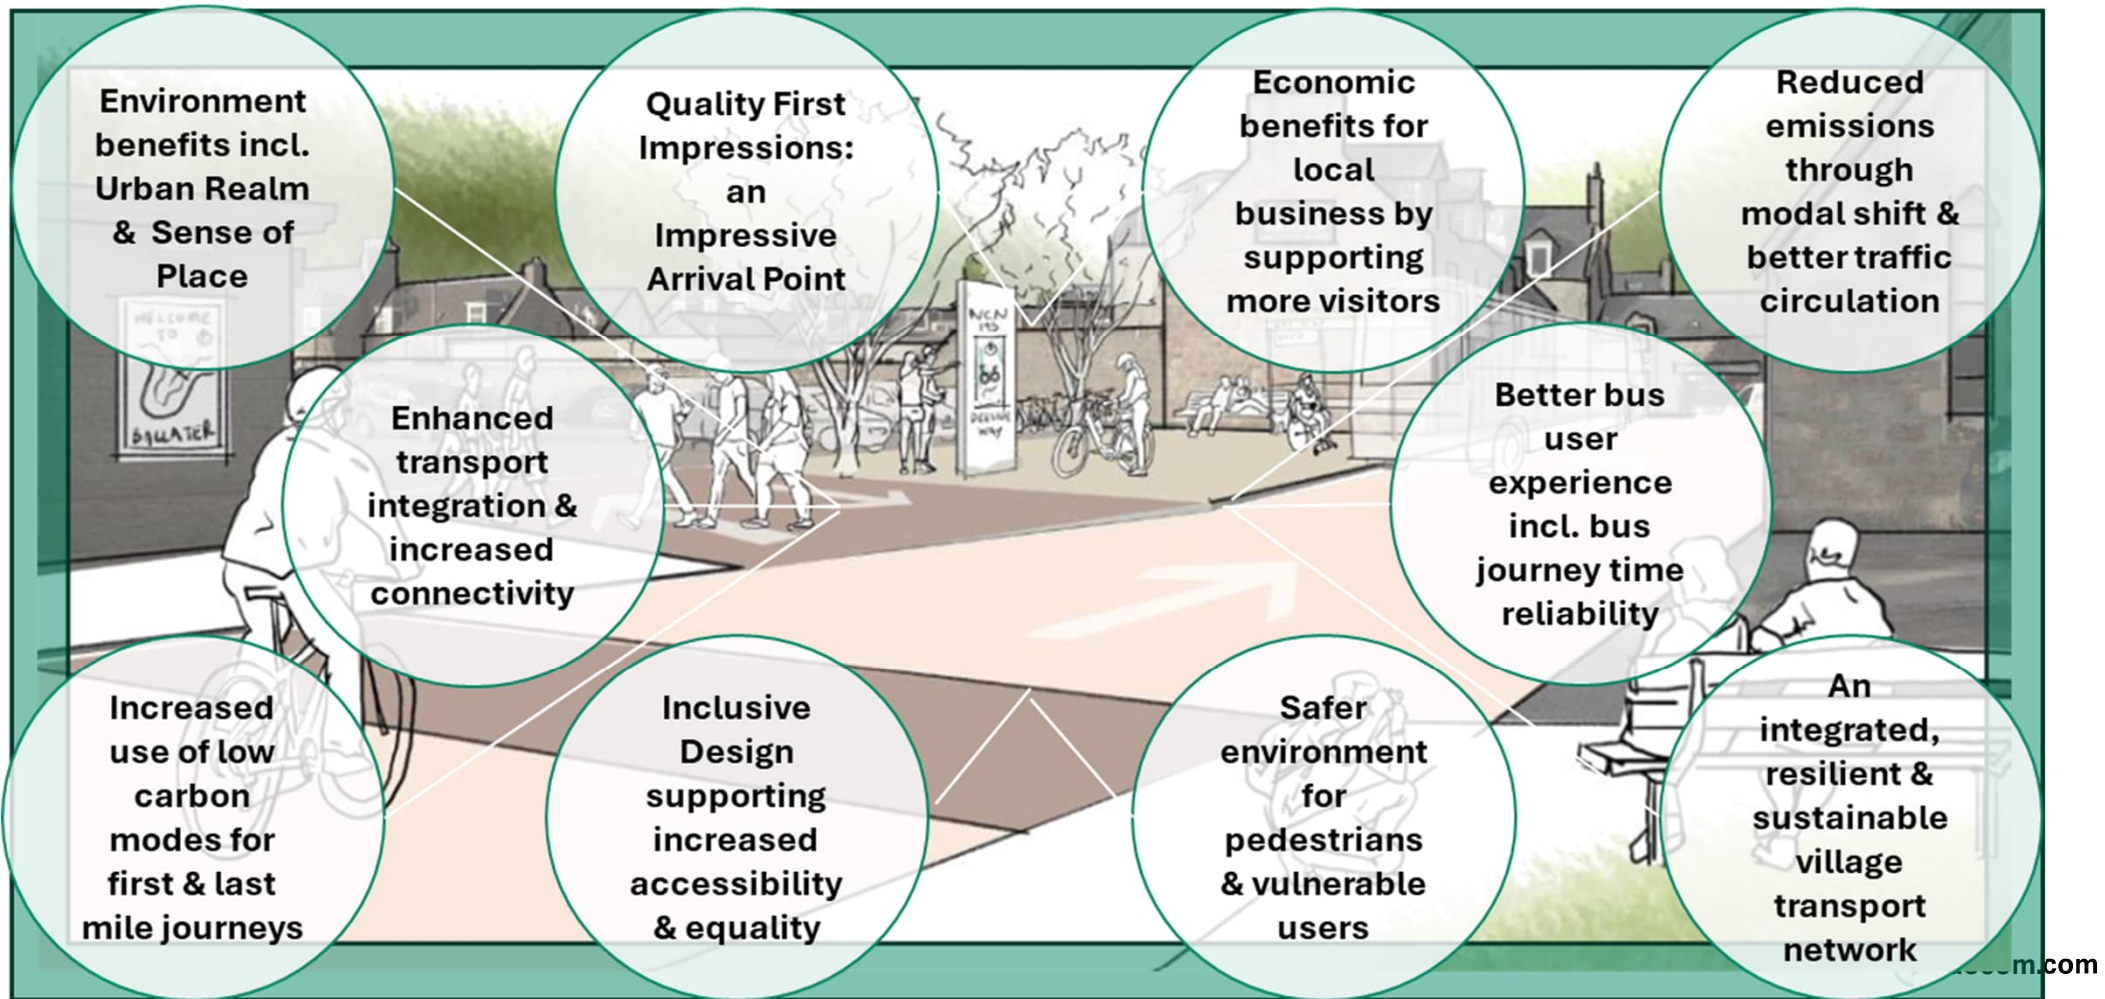 Environment
benefits incl.
Urban Realm
& Sense of
Place
Quality First
Impressions:
an
Impressive
Arrival Point
Economic
benefits for
local
business by
supporting
more visitors
Reduced
emissions
through
modal shift &
better traffic
circulation
WELCOME
TO
BALLATER
NCN
195
DEESIDE
WAY
Enhanced
transport
integration &
increased
connectivity
Better bus
user
experience
incl. bus
journey time
reliability
Increased
use of low
carbon
modes for
first & last
mile journeys
Inclusive
Design
supporting
increased
accessibility
& equality
Safer
environment
for
pedestrians
& vulnerable
users
An
integrated,
resilient &
sustainable
village
transport
network